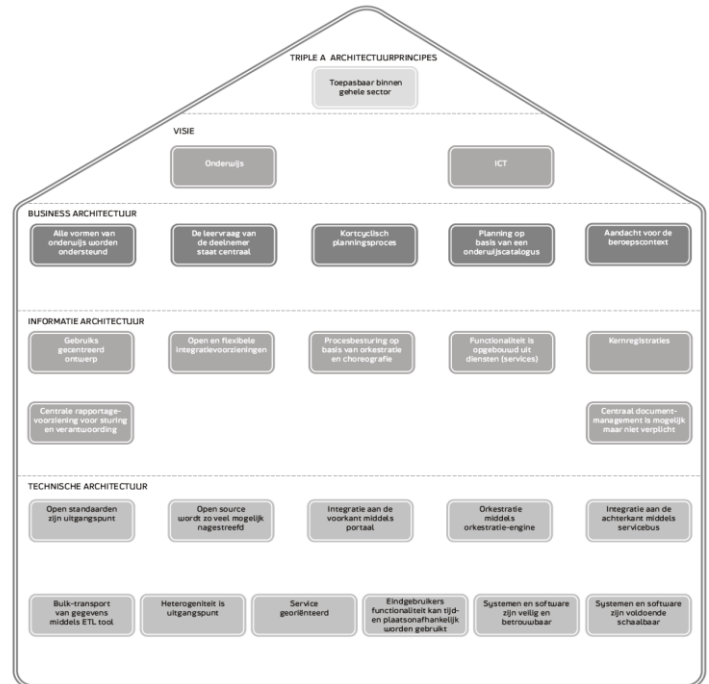 TRIPLE A ARCHITECTUURPRINCIPES
Toepasbaar binnen
gehele sector
VISIE
Onderwijs
ICT
BUSINESS ARCHITECTUUR
Alle vormen van
onderwijs worden
ondersteund
De leervraag van
de deelnemer
staat centraal
Kortcyclisch
planningsproces
Planning op
basis van een
onderwijscatalogus
Aandacht voor de
beroepscontext
INFORMATIE ARCHITECTUUR
Gebruiks
gecentreerd
ontwerp
Open en flexibele
integratievoorzieningen
Procesbesturing op
basis van orkestratie
en choreografie
Functionaliteit is
opgebouwd uit
diensten (services)
Kernregistraties
Centrale rapportage-
voorziening voor sturing
en verantwoording
Centraal document-
management is mogelijk
maar niet verplicht
TECHNISCHE ARCHITECTUUR
Open standaarden
zijn uitgangspunt
Open source
wordt zo veel mogelijk
nagestreefd
Integratie aan de
voorkant middels
portaal
Orkestratie
middels
orkestratie-engine
Integratie aan de
achterkant middels
servicebus
Bulk-transport
van gegevens
middels ETL tool
Heterogeniteit is
uitgangspunt
Service
georiënteerd
Eindgebruikers
functionaliteit kan tijd-
en plaatsonafhankelijk
worden gebruikt
Systemen en software
zijn veilig en
betrouwbaar
Systemen en software
zijn voldoende
schaalbaar